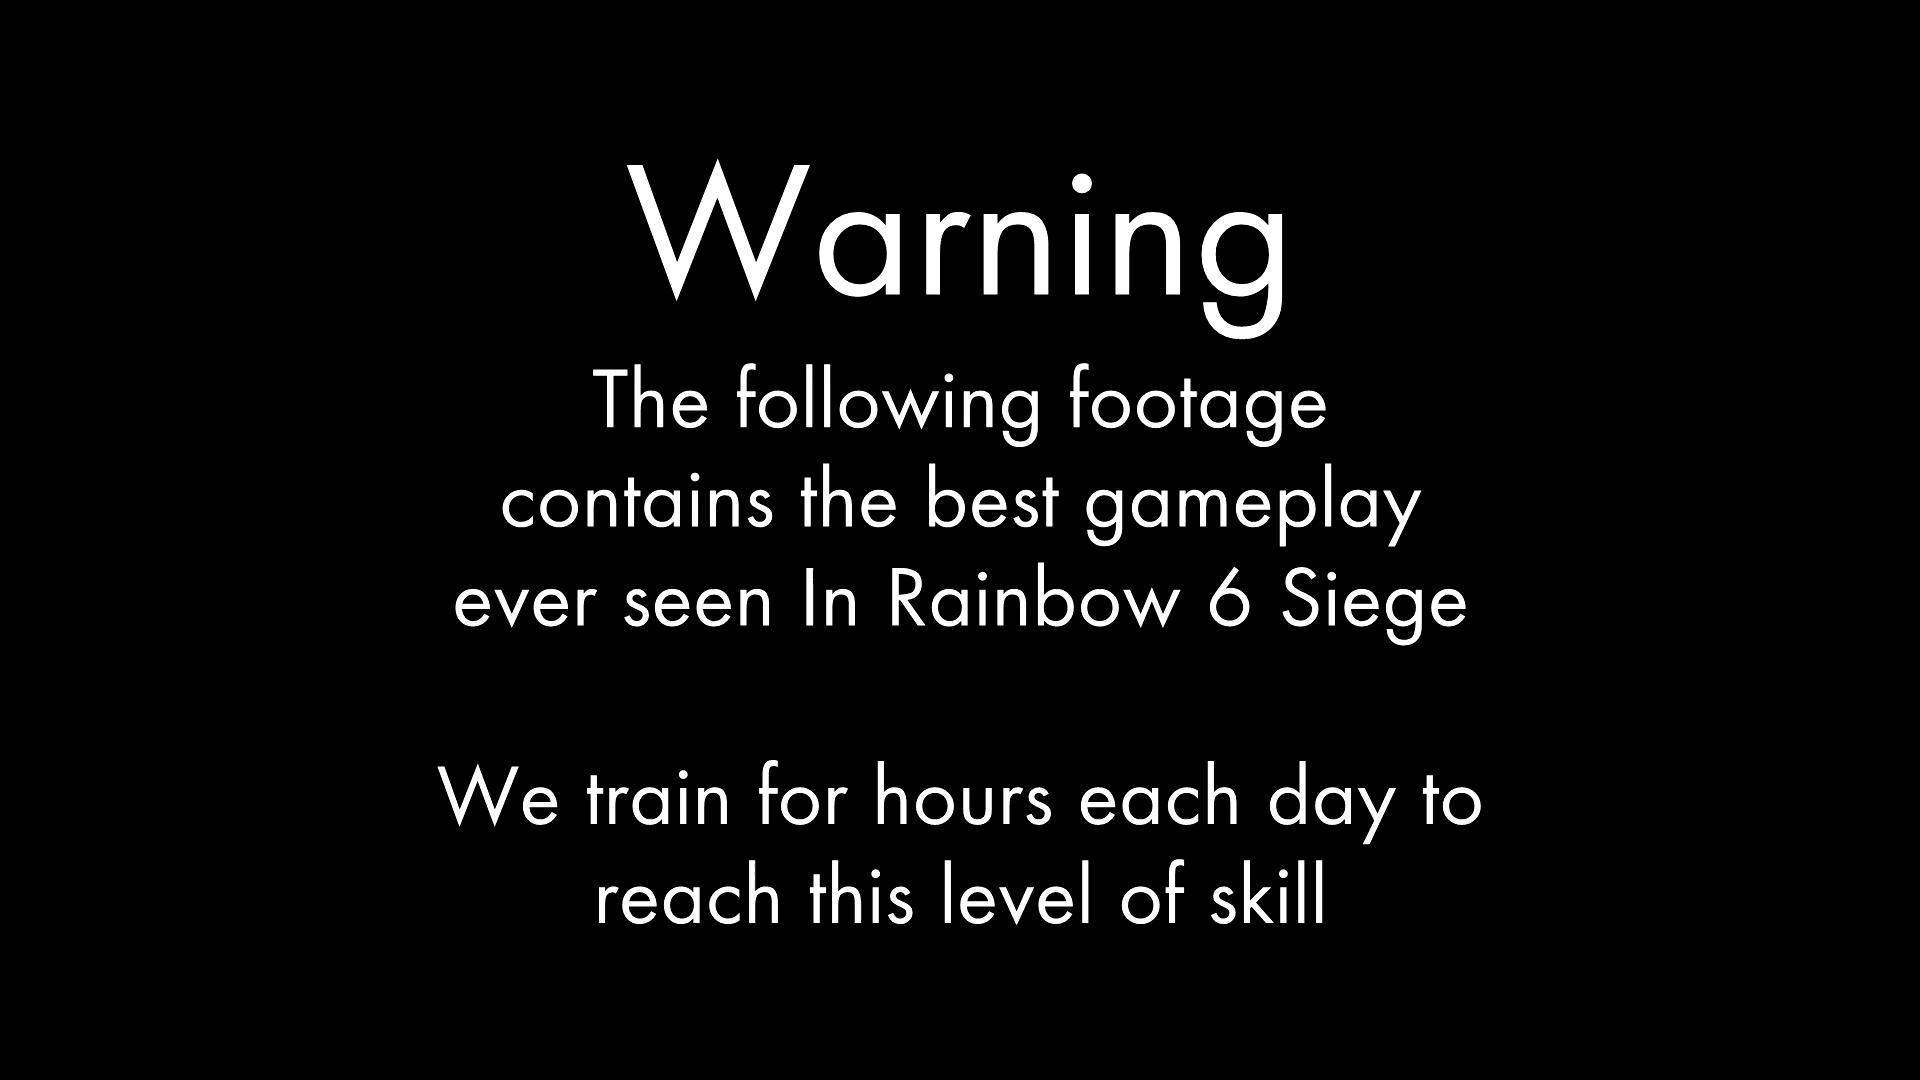 Warning
The following footage
contains the best gameplay
ever seen In Rainbow 6 Siege
We train for hours each day to
reach this level of skill